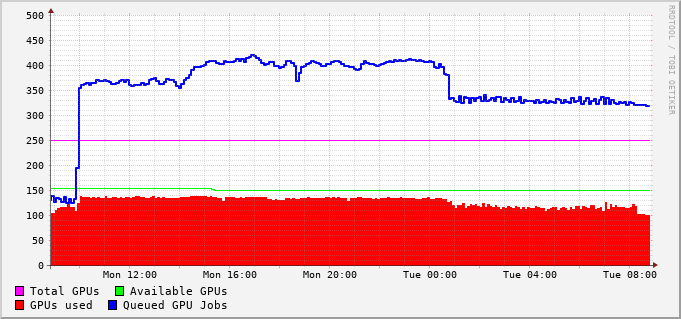 RRDTOOL / TOBI OETIKER
500
450
400
350
300
250
200
150
100
50
0
Mon 12:00 Mon 16:00 Mon 20:00 Tue 00:00 Tue 04:00 Tue 08:00
Total GPUs Available GPUs
GPUs used Queued GPU Jobs